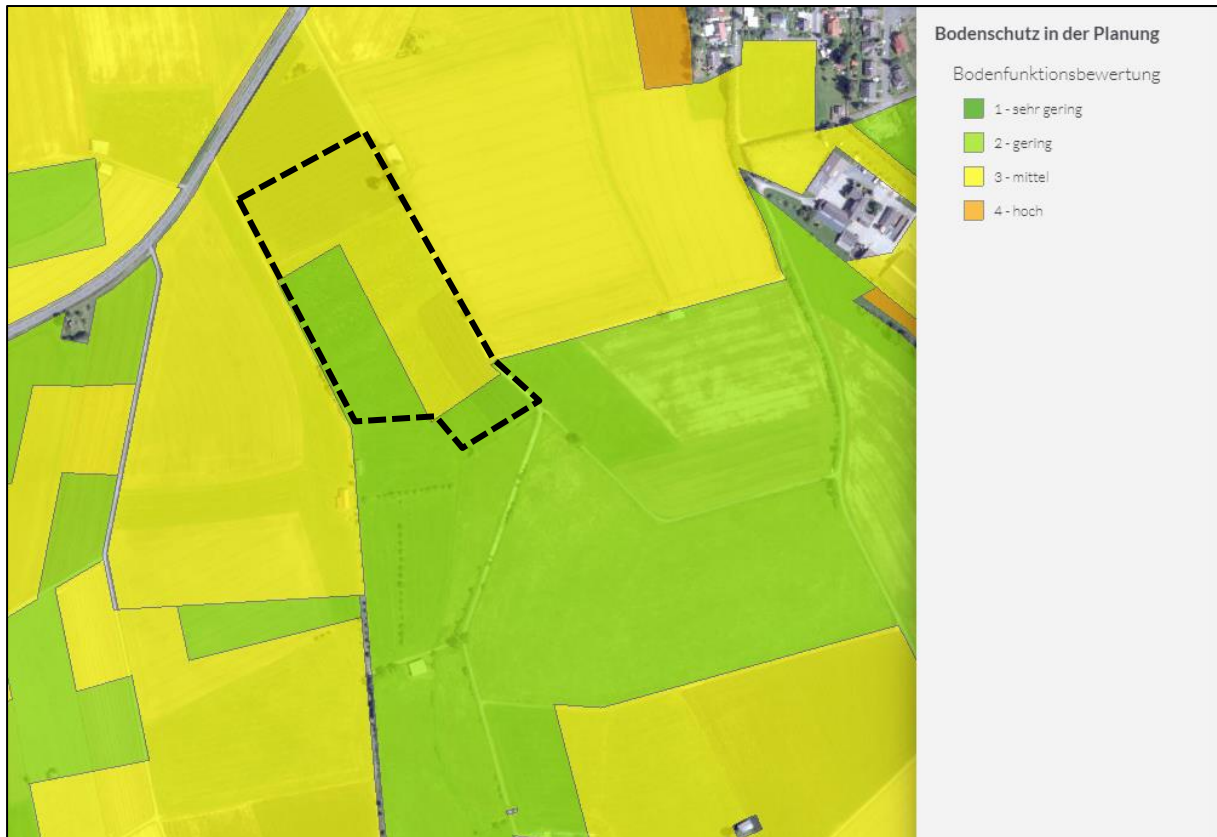 Bodenschutz in der Planung
Bodenfunktionsbewertung
1 - sehr gering
2 - gering
3 - mittel
4 - hoch